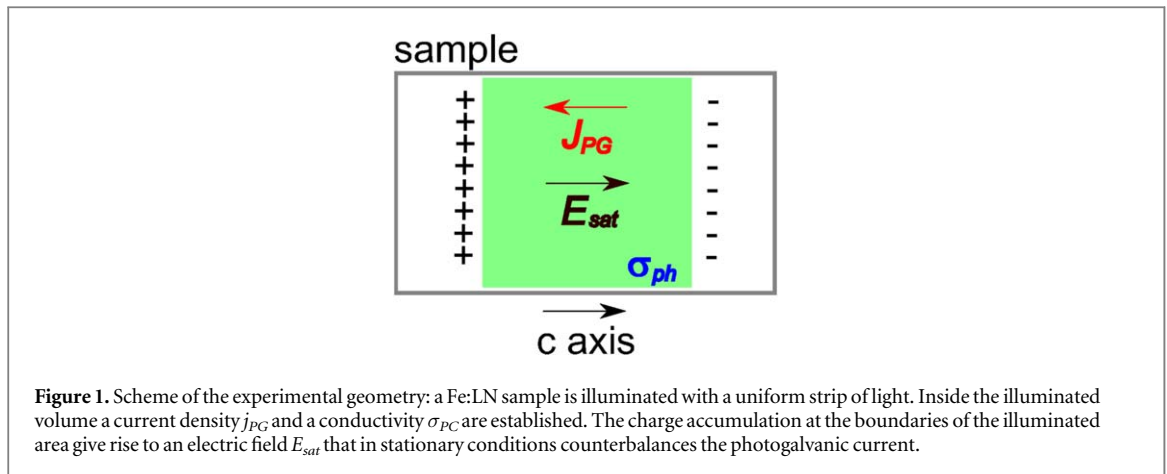 sample
+ -
+ -
+ -
+ -
+ -
+ -
+ -
+ -
J_PG
E_sat
σ_ph
c axis
Figure 1. Scheme of the experimental geometry: a Fe:LN sample is illuminated with a uniform strip of light. Inside the illuminated
volume a current density j_PG and a conductivity σ_PC are established. The charge accumulation at the boundaries of the illuminated
area give rise to an electric field E_sat that in stationary conditions counterbalances the photogalvanic current.